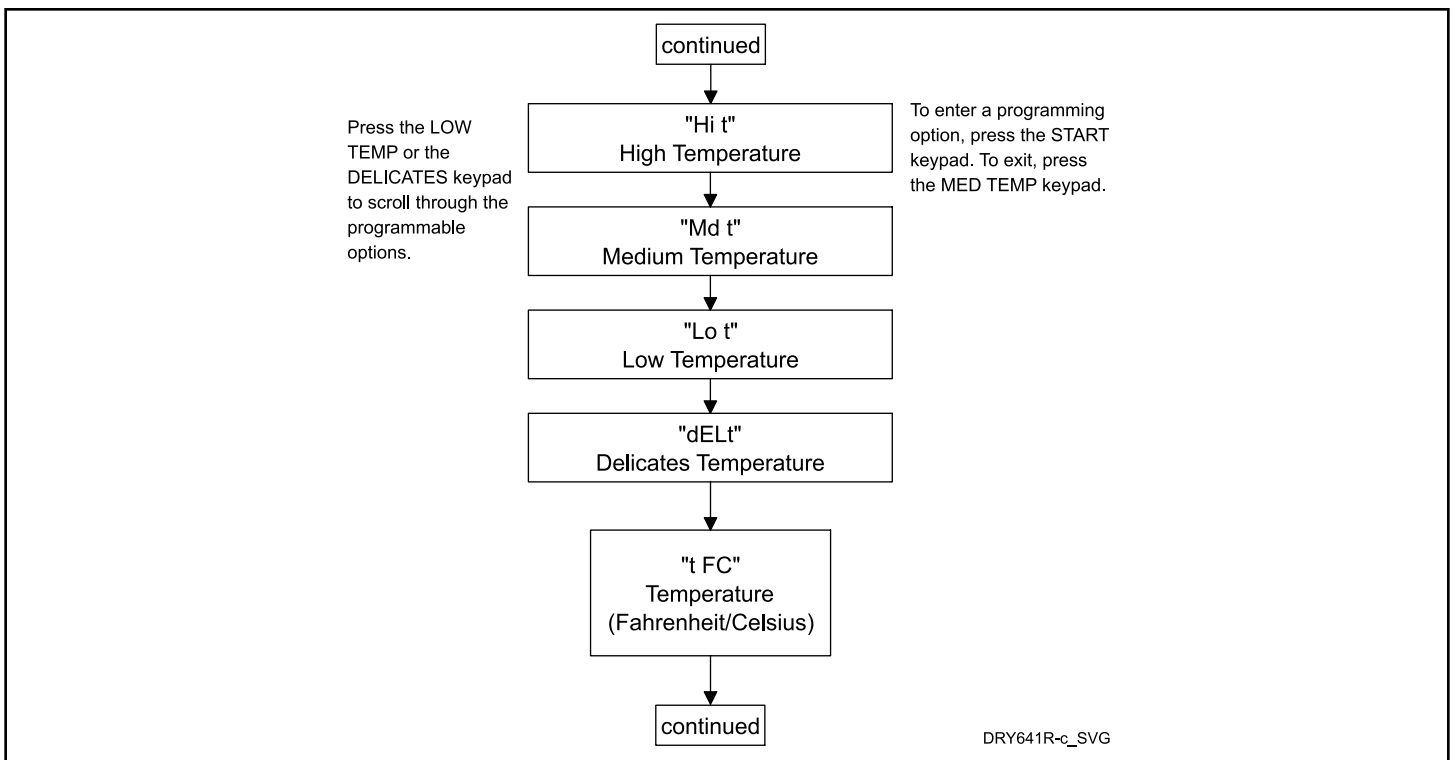 continued
Press the LOW
TEMP or the
DELICATES keypad
to scroll through the
programmable
options.
"Hi t"
High Temperature
To enter a programming
option, press the START
keypad. To exit, press
the MED TEMP keypad.
"Md t"
Medium Temperature
"Lo t"
Low Temperature
"dELt"
Delicates Temperature
"t FC"
Temperature
(Fahrenheit/Celsius)
continued
DRY641R-c_SVG